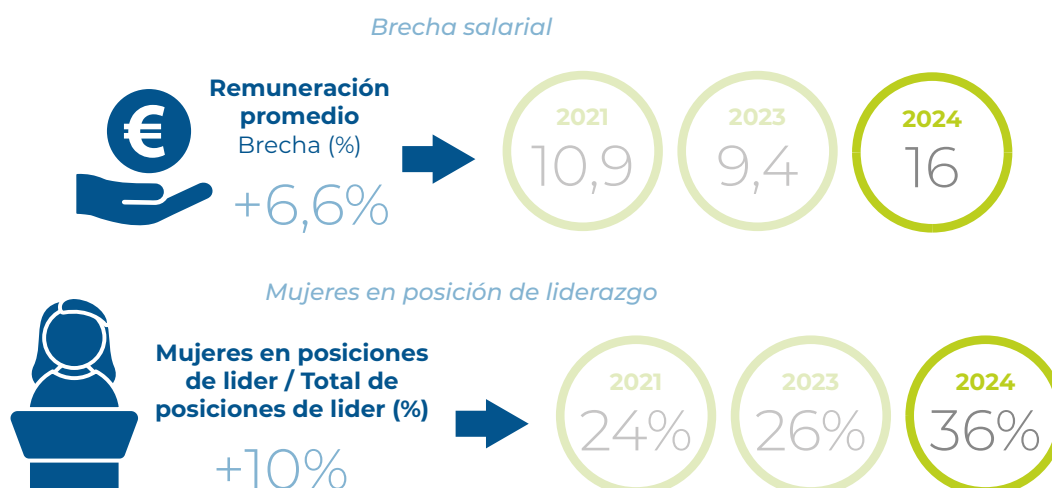 Brecha salarial
Remuneración
promedio
Brecha (%)
+6,6%
€
2021
10,9
2023
9,4
2024
16
Mujeres en posición de liderazgo
Mujeres en posiciones
de lider / Total de
posiciones de lider (%)
+10%
2021
24%
2023
26%
2024
36%